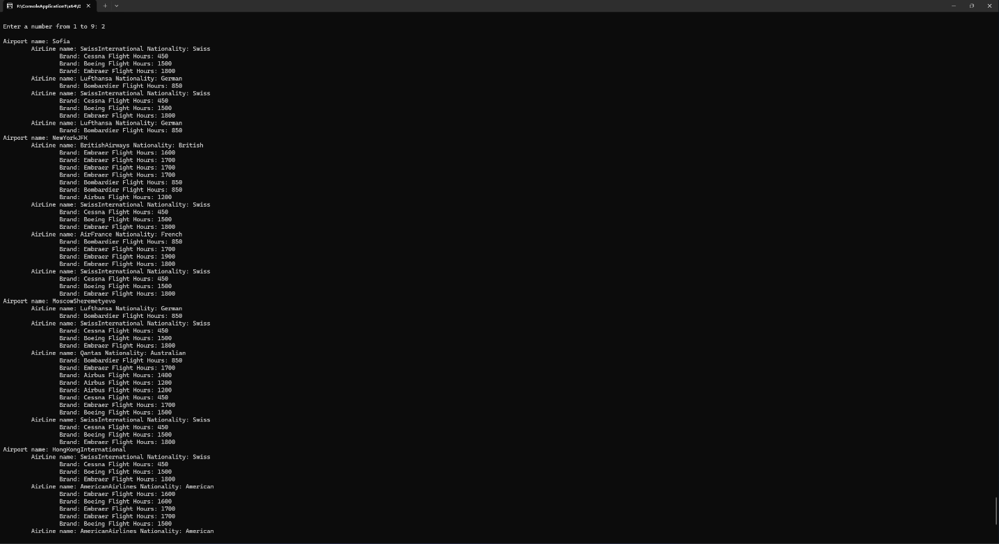 F:\ConsoleApplication1\x64\D
Enter a number from 1 to 9: 2
Airport name: Sofia
AirLine name: SwissInternational Nationality: Swiss
Brand: Cessna Flight Hours: 450
Brand: Boeing Flight Hours: 1500
Brand: Embraer Flight Hours: 1800
AirLine name: Lufthansa Nationality: German
Brand: Bombardier Flight Hours: 850
AirLine name: SwissInternational Nationality: Swiss
Brand: Cessna Flight Hours: 450
Brand: Boeing Flight Hours: 1500
Brand: Embraer Flight Hours: 1800
AirLine name: Lufthansa Nationality: German
Brand: Bombardier Flight Hours: 850
Airport name: NewYorkJFK
AirLine name: BritishAirways Nationality: British
Brand: Embraer Flight Hours: 1600
Brand: Embraer Flight Hours: 1700
Brand: Embraer Flight Hours: 1700
Brand: Embraer Flight Hours: 1700
Brand: Bombardier Flight Hours: 850
Brand: Bombardier Flight Hours: 850
Brand: Airbus Flight Hours: 1200
AirLine name: SwissInternational Nationality: Swiss
Brand: Cessna Flight Hours: 450
Brand: Boeing Flight Hours: 1500
Brand: Embraer Flight Hours: 1800
AirLine name: AirFrance Nationality: French
Brand: Bombardier Flight Hours: 850
Brand: Embraer Flight Hours: 1700
Brand: Embraer Flight Hours: 1900
Brand: Embraer Flight Hours: 1800
AirLine name: SwissInternational Nationality: Swiss
Brand: Cessna Flight Hours: 450
Brand: Boeing Flight Hours: 1500
Brand: Embraer Flight Hours: 1800
Airport name: MoscowSheremetyevo
AirLine name: Lufthansa Nationality: German
Brand: Bombardier Flight Hours: 850
AirLine name: SwissInternational Nationality: Swiss
Brand: Cessna Flight Hours: 450
Brand: Boeing Flight Hours: 1500
Brand: Embraer Flight Hours: 1800
AirLine name: Qantas Nationality: Australian
Brand: Bombardier Flight Hours: 850
Brand: Embraer Flight Hours: 1700
Brand: Airbus Flight Hours: 1400
Brand: Airbus Flight Hours: 1200
Brand: Airbus Flight Hours: 1200
Brand: Cessna Flight Hours: 450
Brand: Embraer Flight Hours: 1700
Brand: Boeing Flight Hours: 1500
AirLine name: SwissInternational Nationality: Swiss
Brand: Cessna Flight Hours: 450
Brand: Boeing Flight Hours: 1500
Brand: Embraer Flight Hours: 1800
Airport name: HongKongInternational
AirLine name: SwissInternational Nationality: Swiss
Brand: Cessna Flight Hours: 450
Brand: Boeing Flight Hours: 1500
Brand: Embraer Flight Hours: 1800
AirLine name: AmericanAirlines Nationality: American
Brand: Embraer Flight Hours: 1600
Brand: Boeing Flight Hours: 1600
Brand: Embraer Flight Hours: 1700
Brand: Embraer Flight Hours: 1700
Brand: Boeing Flight Hours: 1500
AirLine name: AmericanAirlines Nationality: American